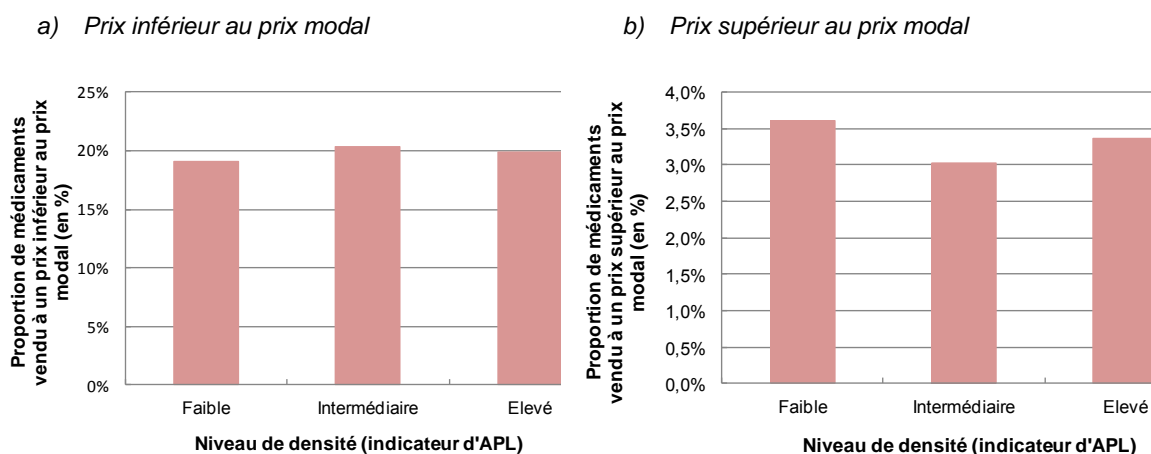 a) Prix inférieur au prix modal
Proportion de médicaments
vendu à un prix inférieur au prix
modal (en %)
25%
20%
15%
10%
5%
0%
Faible
Intermédiaire
Elevé
Niveau de densité (indicateur d'APL)
b) Prix supérieur au prix modal
Proportion de médicaments
vendu à un prix supérieur au prix
modal (en %)
4,0%
3,5%
3,0%
2,5%
2,0%
1,5%
1,0%
0,5%
0,0%
Faible
Intermédiaire
Elevé
Niveau de densité (indicateur d'APL)